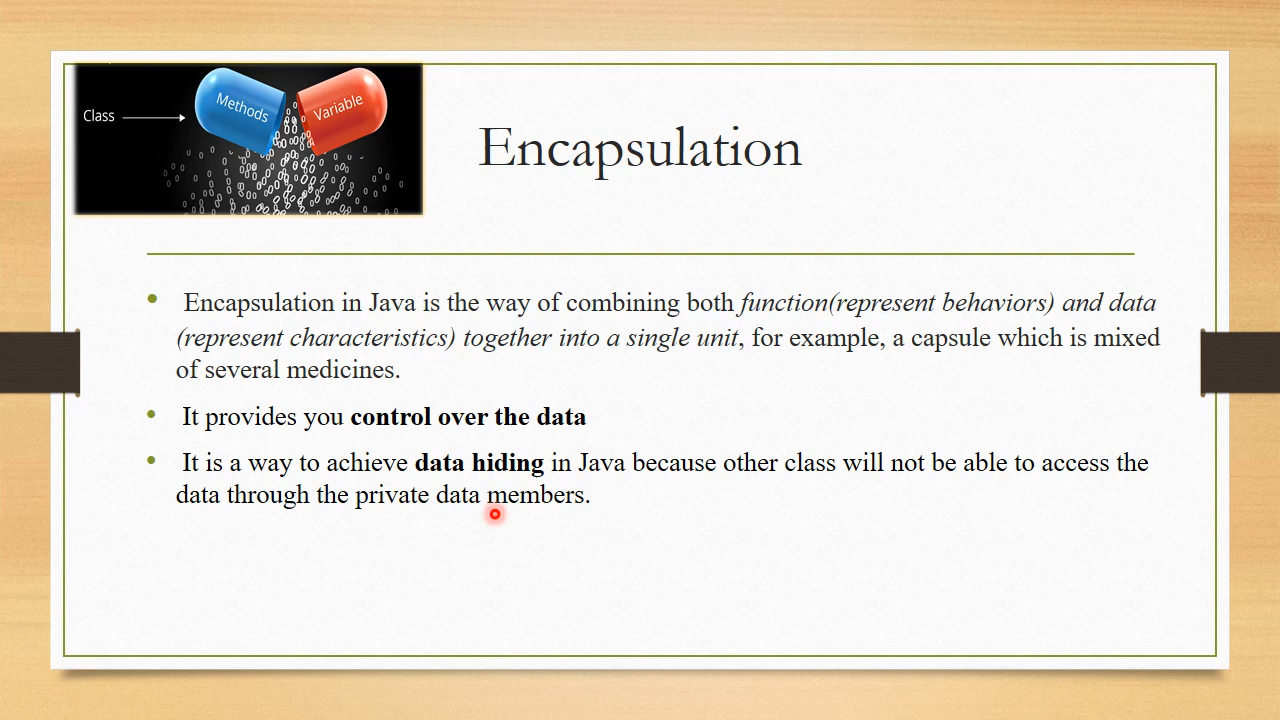 Class
Methods
Variable
Encapsulation
• Encapsulation in Java is the way of combining both function(represent behaviors) and data
(represent characteristics) together into a single unit, for example, a capsule which is mixed
of several medicines.
• It provides you control over the data
• It is a way to achieve data hiding in Java because other class will not be able to access the
data through the private data members.